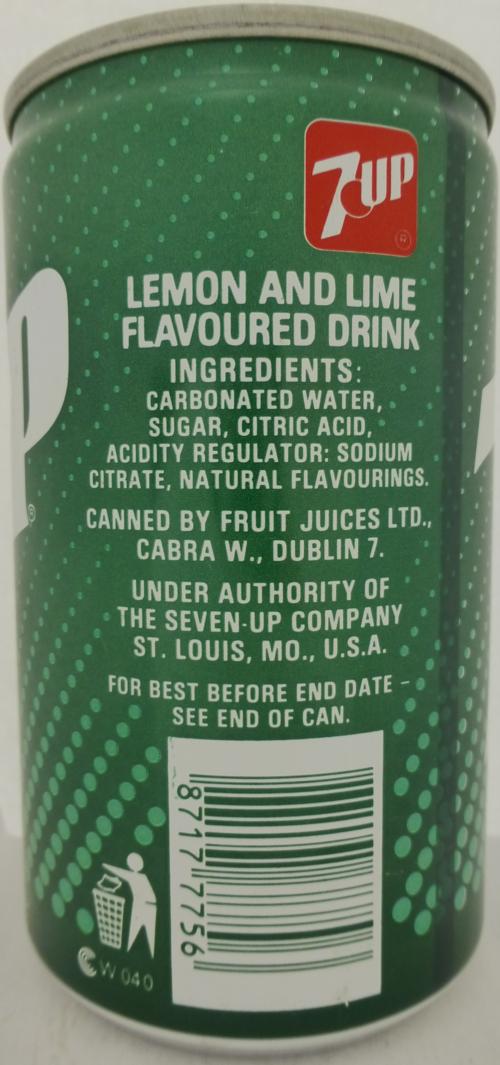 7UP
LEMON AND LIME
FLAVOURED DRINK
INGREDIENTS:
CARBONATED WATER,
SUGAR, CITRIC ACID,
ACIDITY REGULATOR: SODIUM
CITRATE, NATURAL FLAVOURINGS.
CANNED BY FRUIT JUICES LTD.,
CABRA W., DUBLIN 7.
UNDER AUTHORITY OF
THE SEVEN-UP COMPANY
ST. LOUIS, MO., U.S.A.
FOR BEST BEFORE END DATE –
SEE END OF CAN.
87177756
W 040
p
®